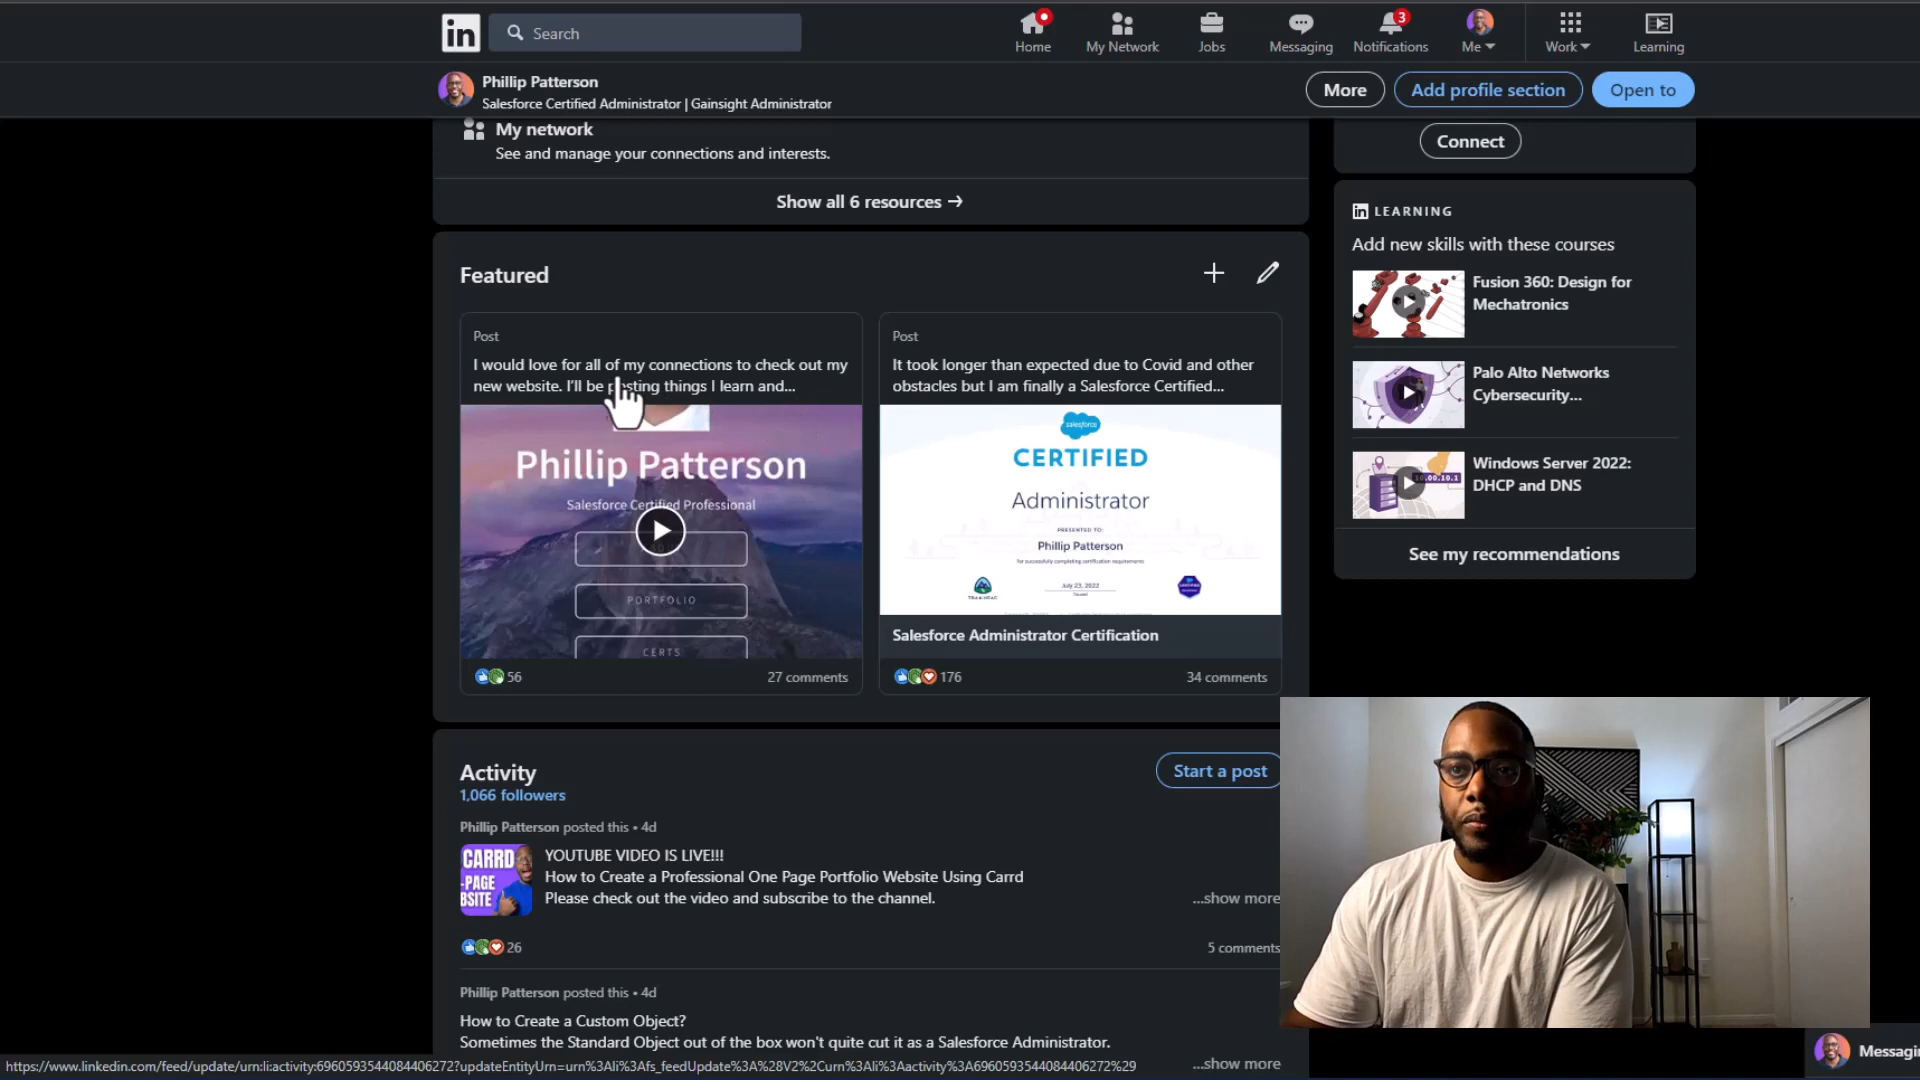 in
Search
Home
My Network
Jobs
Messaging
3
Notifications
Me
Work
Learning
Phillip Patterson
Salesforce Certified Administrator | Gainsight Administrator
More
Add profile section
Open to
My network
See and manage your connections and interests.
Connect
Show all 6 resources →
Featured
Post
I would love for all of my connections to check out my
new website. I'll be posting things I learn and...
Phillip Patterson
Salesforce Certified Professional
PORTFOLIO
CERTS
56
27 comments
Post
It took longer than expected due to Covid and other
obstacles but I am finally a Salesforce Certified...
salesforce
CERTIFIED
Administrator
PRESENTED TO:
Phillip Patterson
for successfully completing certification requirements
July 23, 2022
Salesforce Administrator Certification
176
34 comments
in LEARNING
Add new skills with these courses
Fusion 360: Design for
Mechatronics
Palo Alto Networks
Cybersecurity...
Windows Server 2022:
DHCP and DNS
See my recommendations
Activity
1,066 followers
Start a post
Phillip Patterson posted this • 4d
CARRD
-PAGE
BSITE
YOUTUBE VIDEO IS LIVE!!!
How to Create a Professional One Page Portfolio Website Using Carrd
Please check out the video and subscribe to the channel.
...show more
26
5 comments
Phillip Patterson posted this • 4d
How to Create a Custom Object?
Sometimes the Standard Object out of the box won't quite cut it as a Salesforce Administrator.
...show more
Messagin
https://www.linkedin.com/feed/update/urn:li:activity:6960593544084406272?updateEntityUrn=urn%3Ali%3Afs_feedUpdate%3A%28V2%2Curn%3Ali%3Aactivity%3A6960593544084406272%29